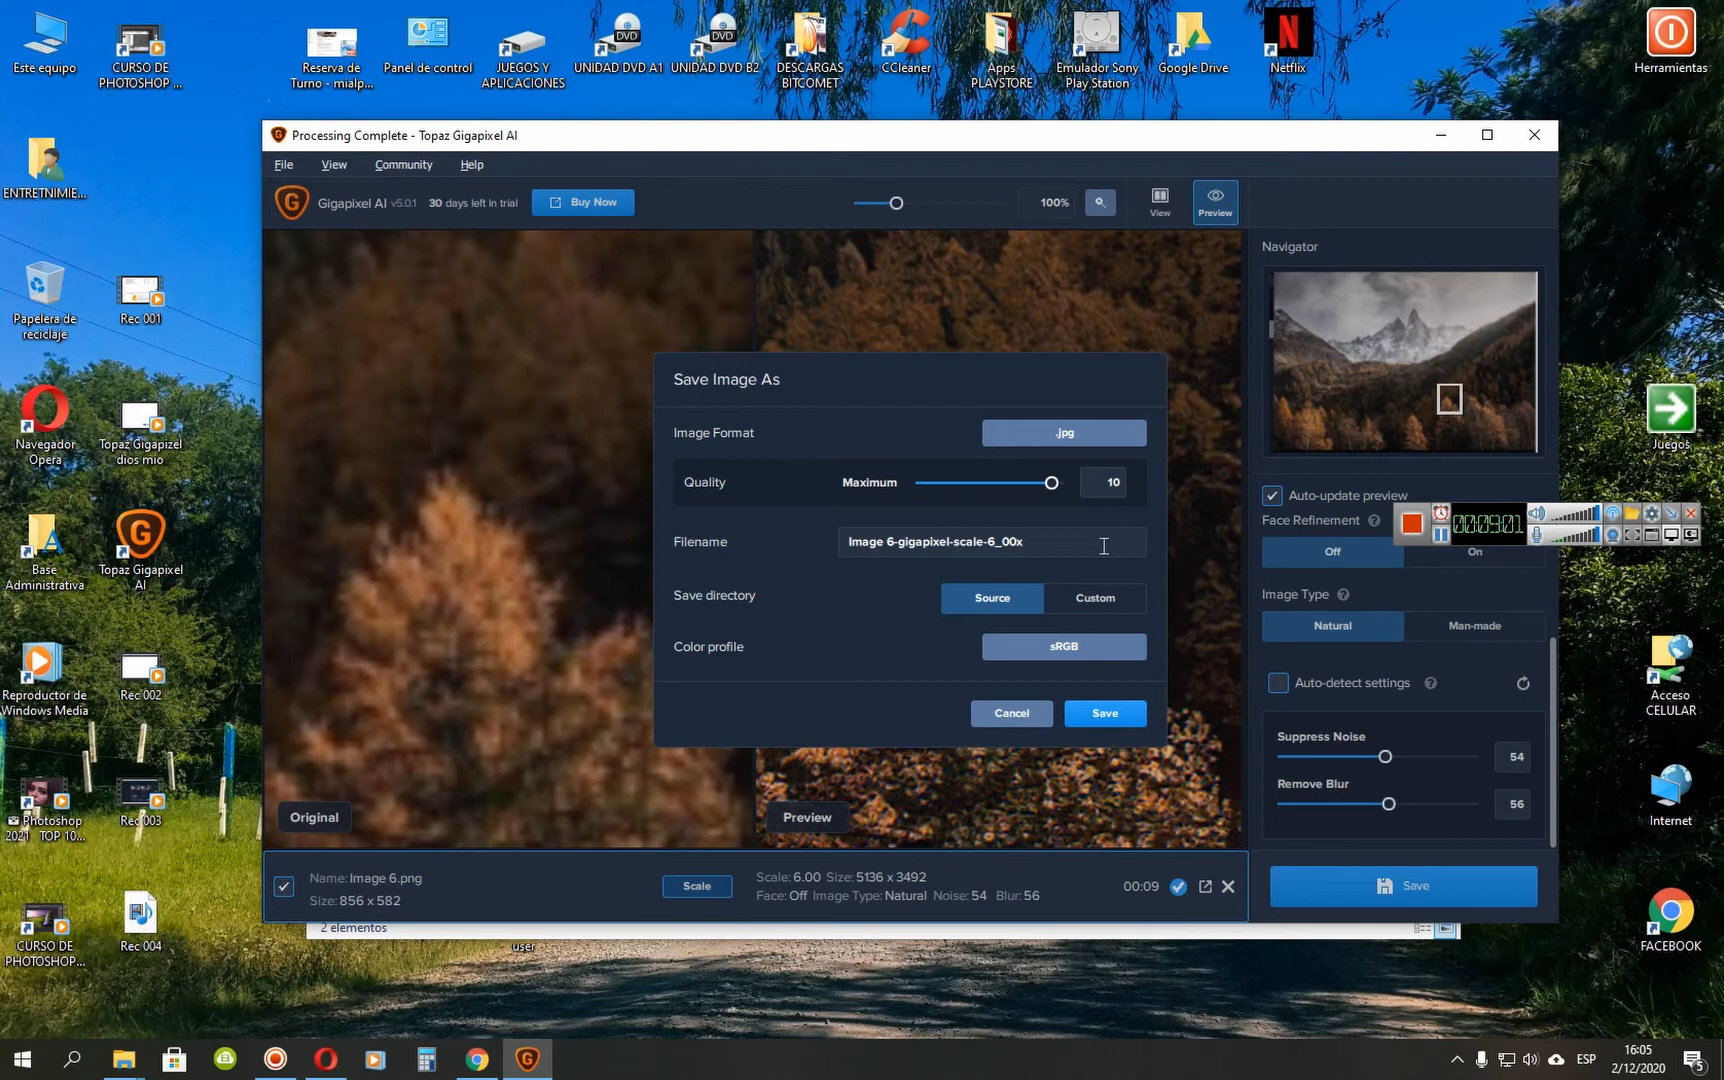 Este equipo
CURSO DE
PHOTOSHOP ...
Reserva de
Turno - mialp...
Panel de control
JUEGOS Y
APLICACIONES
UNIDAD DVD A1
UNIDAD DVD B2
DESCARGAS
BITCOMET
CCleaner
Apps
PLAYSTORE
Emulador Sony
Play Station
Google Drive
Netflix
Herramientas
ENTRETNIMIE...
Papelera de
reciclaje
Rec 001
Navegador
Opera
Topaz Gigapizel
dios mio
Base
Administrativa
Topaz Gigapixel
AI
Reproductor de
Windows Media
Rec 002
Photoshop
2021 TOP 10...
Rec 003
CURSO DE
PHOTOSHOP...
Rec 004
Juegos
Acceso
CELULAR
Internet
FACEBOOK
Processing Complete - Topaz Gigapixel AI
File
View
Community
Help
Gigapixel AI v5.0.1
30 days left in trial
Buy Now
100%
View
Preview
Navigator
Save Image As
Image Format
.jpg
Quality
Maximum
10
Filename
Image 6-gigapixel-scale-6_00x
Save directory
Source
Custom
Color profile
sRGB
Cancel
Save
Original
Preview
Auto-update preview
Face Refinement
Off
On
00:09:01
Image Type
Natural
Man-made
Auto-detect settings
Suppress Noise
54
Remove Blur
56
Save
Name: Image 6.png
Size: 856 x 582
Scale
Scale: 6.00 Size: 5136 x 3492
Face: Off Image Type: Natural Noise: 54 Blur: 56
00:09
2 elementos
user
ESP
16:05
2/12/2020
5